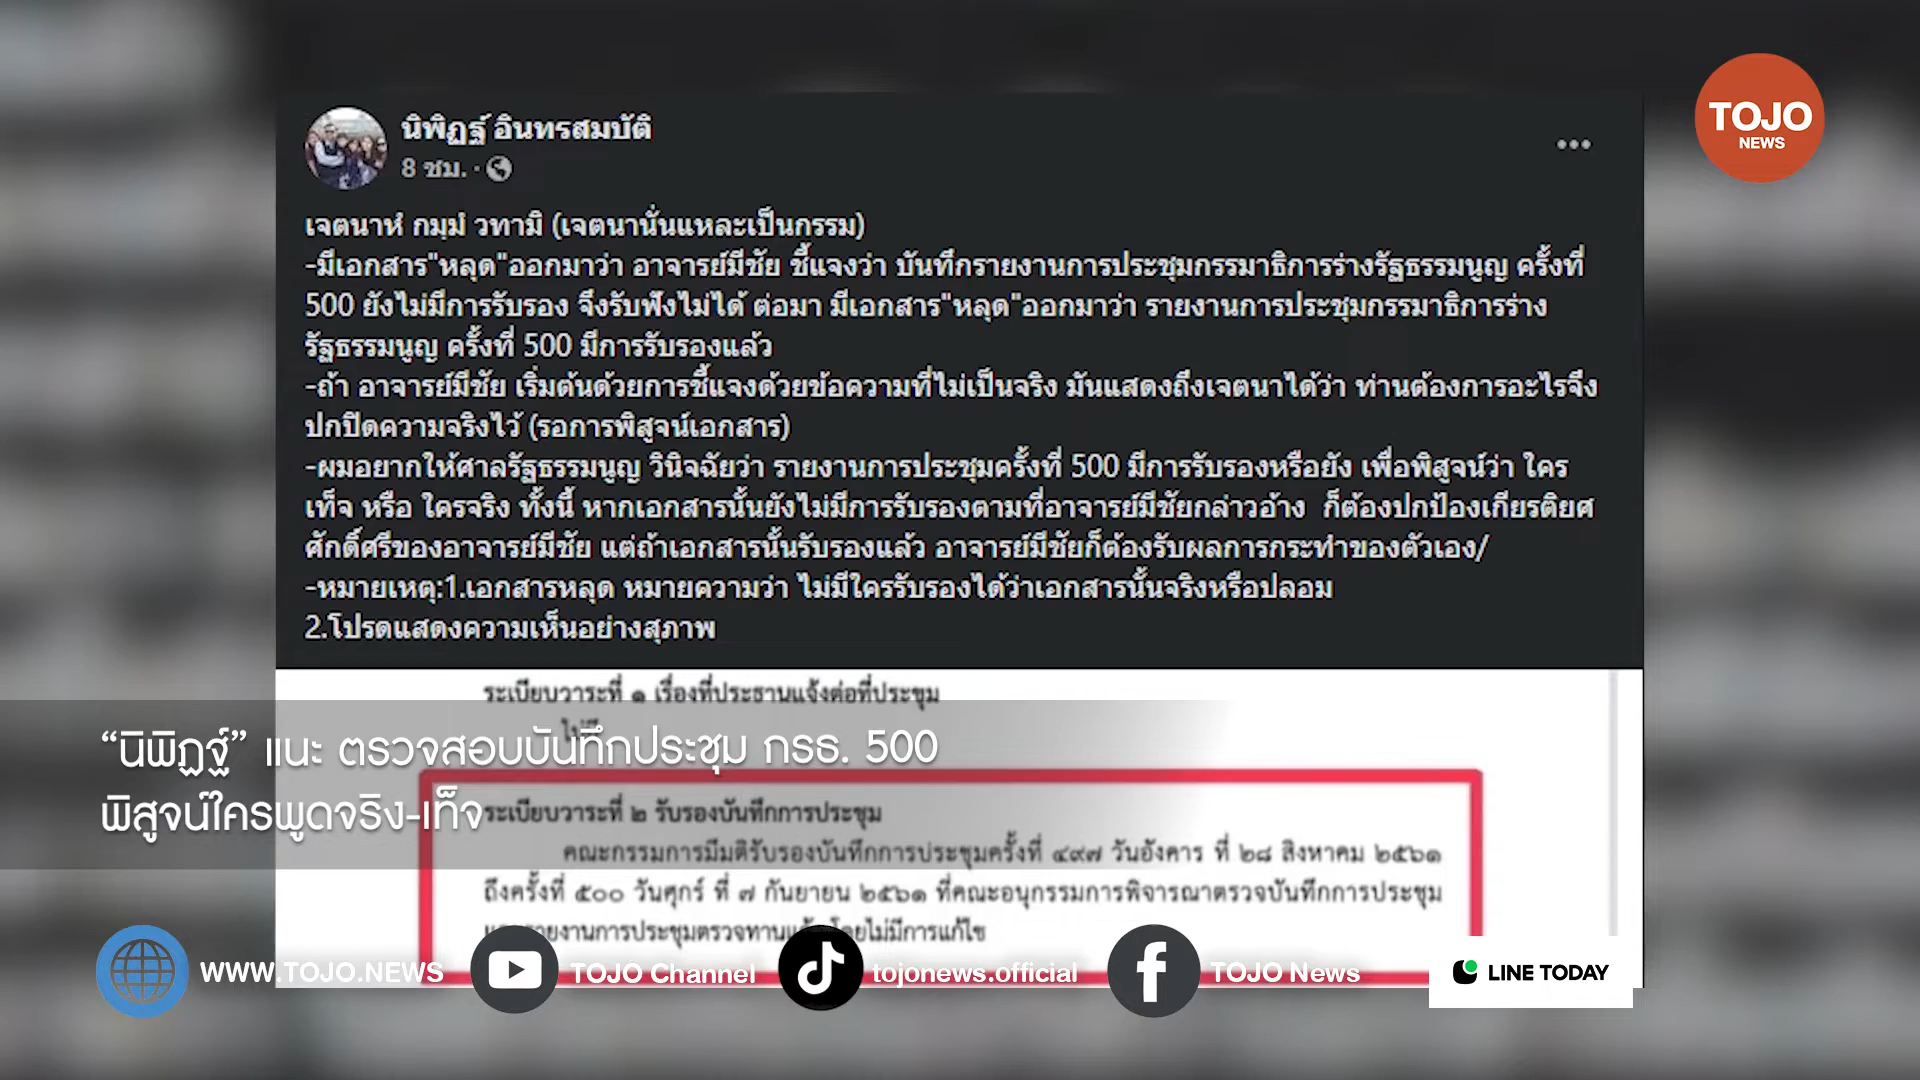 TOJO
NEWS
นิพิฏฐ์ อินทรสมบัติ
8 ชม. ·
เจตนาหํ กมฺมํ วทามิ (เจตนานั่นแหละเป็นกรรม)
-มีเอกสาร"หลุด"ออกมาว่า อาจารย์มีชัย ชี้แจงว่า บันทึกรายงานการประชุมกรรมาธิการร่างรัฐธรรมนูญ ครั้งที่
500 ยังไม่มีการรับรอง จึงรับฟังไม่ได้ ต่อมา มีเอกสาร"หลุด"ออกมาว่า รายงานการประชุมกรรมาธิการร่าง
รัฐธรรมนูญ ครั้งที่ 500 มีการรับรองแล้ว
-ถ้า อาจารย์มีชัย เริ่มต้นด้วยการชี้แจงด้วยข้อความที่ไม่เป็นจริง มันแสดงถึงเจตนาได้ว่า ท่านต้องการอะไรจึง
ปกปิดความจริงไว้ (รอการพิสูจน์เอกสาร)
-ผมอยากให้ศาลรัฐธรรมนูญ วินิจฉัยว่า รายงานการประชุมครั้งที่ 500 มีการรับรองหรือยัง เพื่อพิสูจน์ว่า ใคร
เท็จ หรือ ใครจริง ทั้งนี้ หากเอกสารนั้นยังไม่มีการรับรองตามที่อาจารย์มีชัยกล่าวอ้าง ก็ต้องปกป้องเกียรติยศ
ศักดิ์ศรีของอาจารย์มีชัย แต่ถ้าเอกสารนั้นรับรองแล้ว อาจารย์มีชัยก็ต้องรับผลการกระทำของตัวเอง/
-หมายเหตุ:1.เอกสารหลุด หมายความว่า ไม่มีใครรับรองได้ว่าเอกสารนั้นจริงหรือปลอม
2.โปรดแสดงความเห็นอย่างสุภาพ
ระเบียบวาระที่ ๑ เรื่องที่ประธานแจ้งต่อที่ประชุม
“นิพิฏฐ์” แนะ ตรวจสอบบันทึกประชุม กรธ. 500
พิสูจน์ใครพูดจริง-เท็จ
ระเบียบวาระที่ ๒ รับรองบันทึกการประชุม
คณะกรรมการมีมติรับรองบันทึกการประชุมครั้งที่ ๔๙๗ วันอังคาร ที่ ๒๘ สิงหาคม ๒๕๖๑
ถึงครั้งที่ ๕๐๐ วันศุกร์ ที่ ๗ กันยายน ๒๕๖๑ ที่คณะอนุกรรมการพิจารณาตรวจบันทึกการประชุม
รายงานการประชุมตรวจทานแล้วโดยไม่มีการแก้ไข
WWW.TOJO.NEWS
TOJO Channel
tojonews.official
TOJO News
LINE TODAY